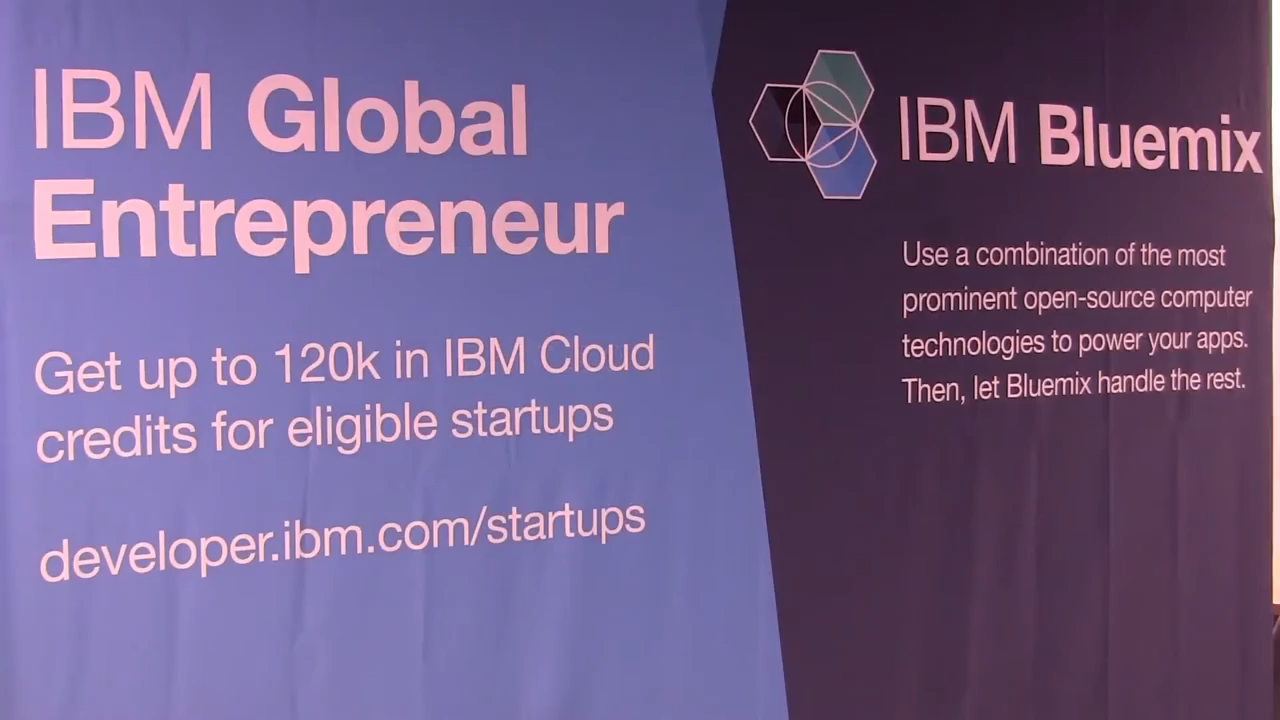 IBM Global
Entrepreneur
Get up to 120k in IBM Cloud
credits for eligible startups
developer.ibm.com/startups
IBM Bluemix
Use a combination of the most
prominent open-source computer
technologies to power your apps.
Then, let Bluemix handle the rest.